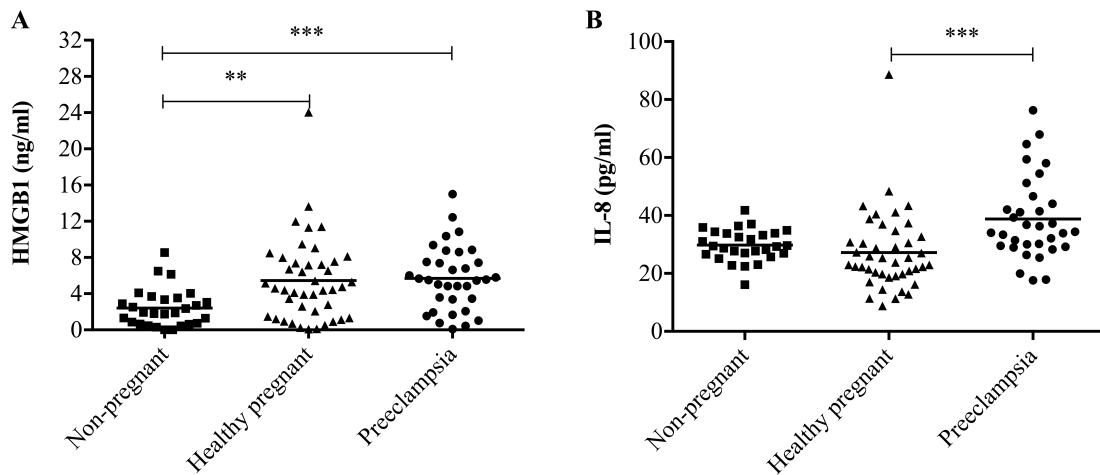 A
HMGB1 (ng/ml)
32
28
24
20
16
12
8
4
0
***
**
Non-pregnant
Healthy pregnant
Preeclampsia
B
IL-8 (pg/ml)
100
80
60
40
20
0
***
Non-pregnant
Healthy pregnant
Preeclampsia